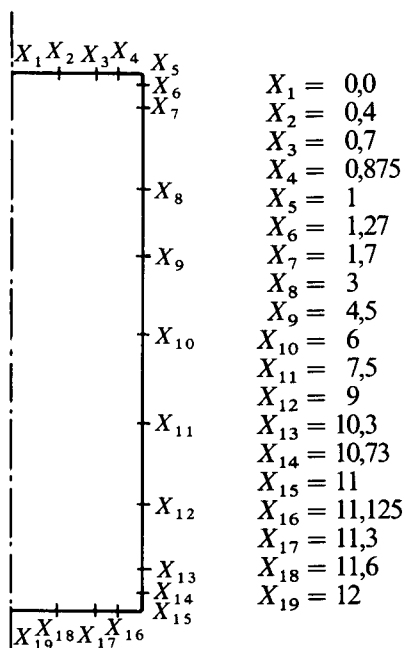 X₁ X₂ X₃ X₄ X₅
X₆
X₇
X₈
X₉
X₁₀
X₁₁
X₁₂
X₁₃
X₁₄
X₁₅
X₁₉ X₁₈ X₁₇ X₁₆
X₁ = 0,0
X₂ = 0,4
X₃ = 0,7
X₄ = 0,875
X₅ = 1
X₆ = 1,27
X₇ = 1,7
X₈ = 3
X₉ = 4,5
X₁₀ = 6
X₁₁ = 7,5
X₁₂ = 9
X₁₃ = 10,3
X₁₄ = 10,73
X₁₅ = 11
X₁₆ = 11,125
X₁₇ = 11,3
X₁₈ = 11,6
X₁₉ = 12